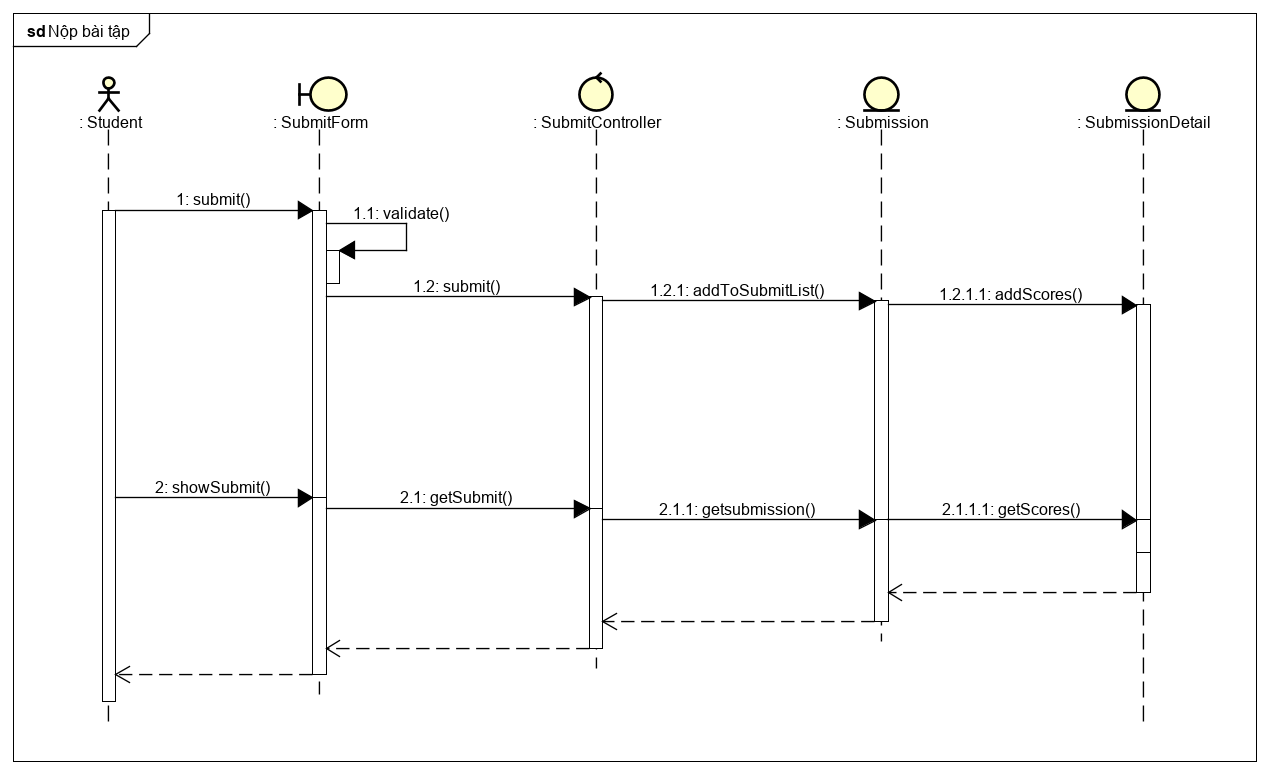 sd Nộp bài tập
: Student
: SubmitForm
: SubmitController
: Submission
: SubmissionDetail
1: submit()
1.1: validate()
1.2: submit()
1.2.1: addToSubmitList()
1.2.1.1: addScores()
2: showSubmit()
2.1: getSubmit()
2.1.1: getsubmission()
2.1.1.1: getScores()